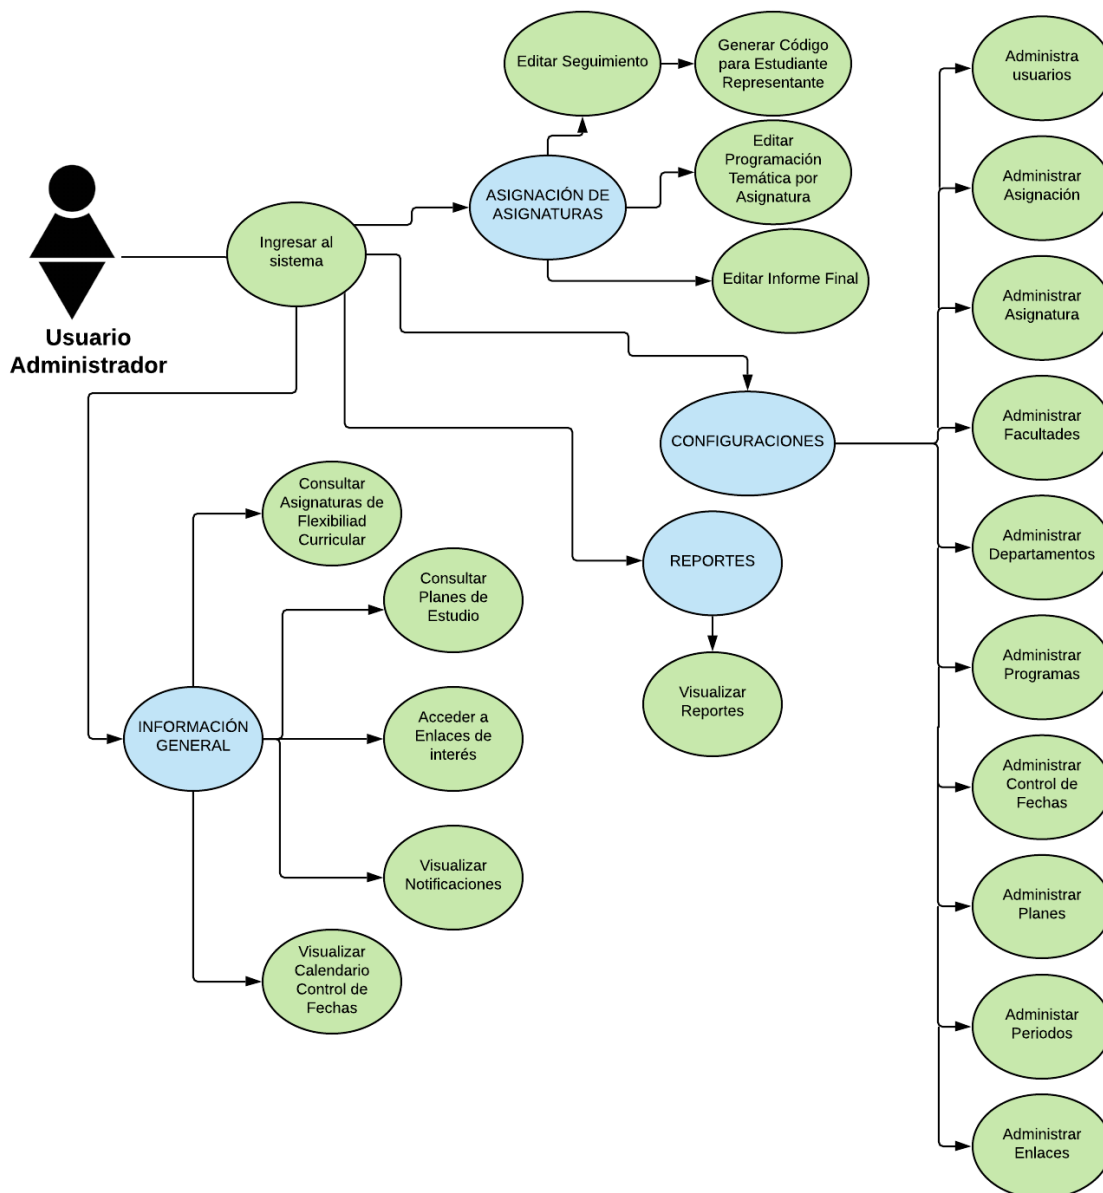 Editar Seguimiento
Generar Código
para Estudiante
Representante
Administra
usuarios
Editar
Programación
Temática por
Asignatura
ASIGNACIÓN DE
ASIGNATURAS
Administrar
Asignación
Ingresar al
sistema
Editar Informe Final
Usuario
Administrador
Administrar
Asignatura
CONFIGURACIONES
Administrar
Facultades
Consultar
Asignaturas de
Flexibiliad
Curricular
REPORTES
Administrar
Departamentos
Consultar
Planes de
Estudio
Visualizar
Reportes
Administrar
Programas
INFORMACIÓN
GENERAL
Acceder a
Enlaces de
interés
Administrar
Control de
Fechas
Visualizar
Notificaciones
Administrar
Planes
Visualizar
Calendario
Control de
Fechas
Administar
Periodos
Administrar
Enlaces